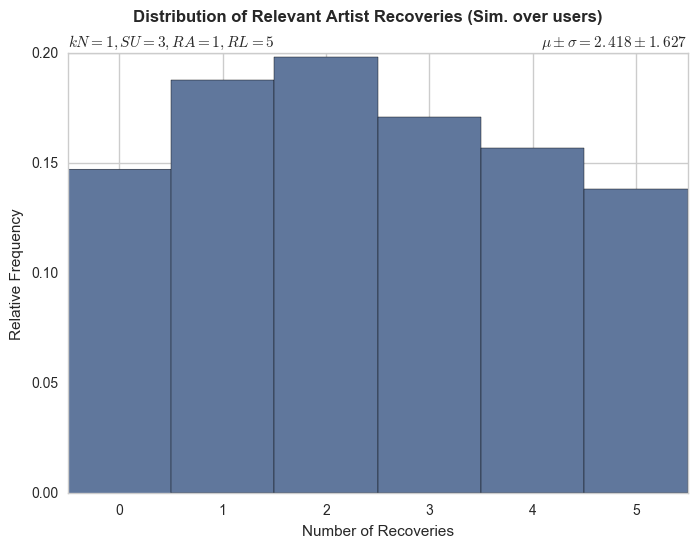 Distribution of Relevant Artist Recoveries (Sim. over users)
kN = 1, SU = 3, RA = 1, RL = 5
μ ± σ = 2.418 ± 1.627
0.20
0.15
0.10
0.05
0.00
Relative Frequency
0 1 2 3 4 5
Number of Recoveries